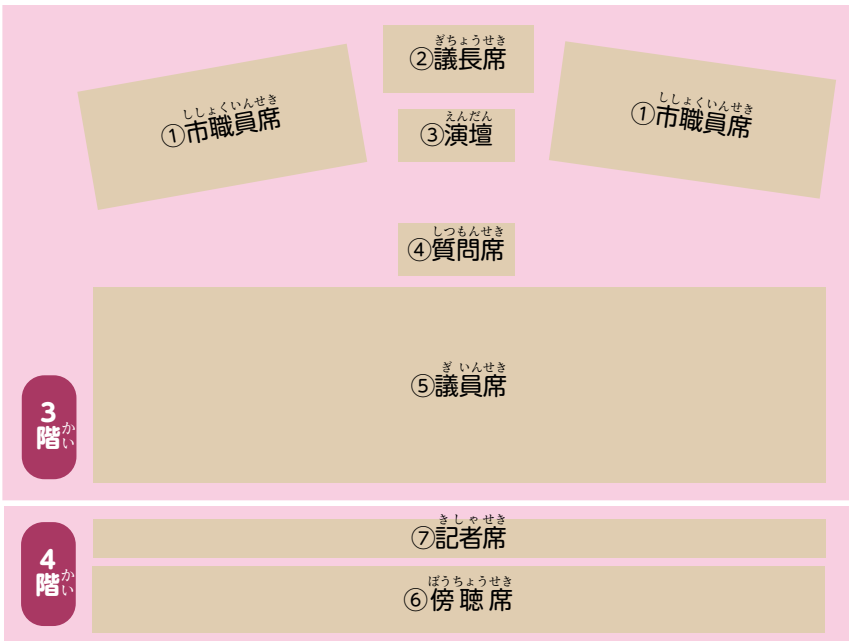 ぎちょうせき
②議長席
ししょくいんせき
①市職員席
えんだん
③演壇
ししょくいんせき
①市職員席
しつもんせき
④質問席
ぎいんせき
⑤議員席
3
階
かい
きしゃせき
⑦記者席
4
階
かい
ぼうちょうせき
⑥傍聴席